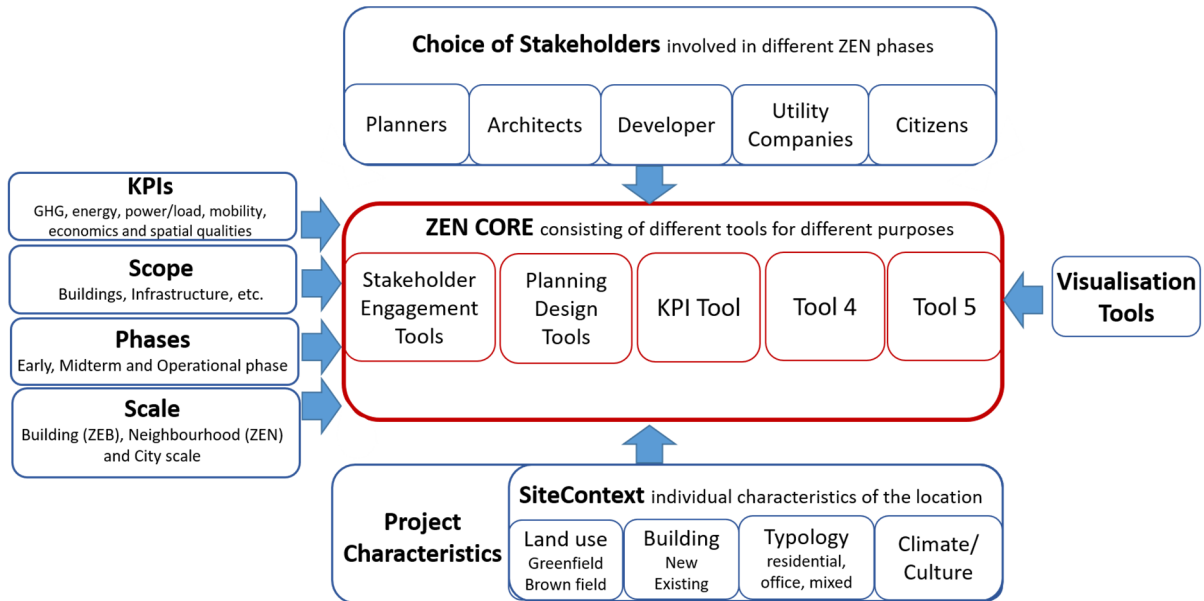 Choice of Stakeholders involved in different ZEN phases
Planners
Architects
Developer
Utility
Companies
Citizens
KPIs
GHG, energy, power/load, mobility,
economics and spatial qualities
Scope
Buildings, Infrastructure, etc.
Phases
Early, Midterm and Operational phase
Scale
Building (ZEB), Neighbourhood (ZEN)
and City scale
ZEN CORE consisting of different tools for different purposes
Stakeholder
Engagement
Tools
Planning
Design
Tools
KPI Tool
Tool 4
Tool 5
Visualisation
Tools
Project
Characteristics
SiteContext individual characteristics of the location
Land use
Greenfield
Brown field
Building
New
Existing
Typology
residential,
office, mixed
Climate/
Culture